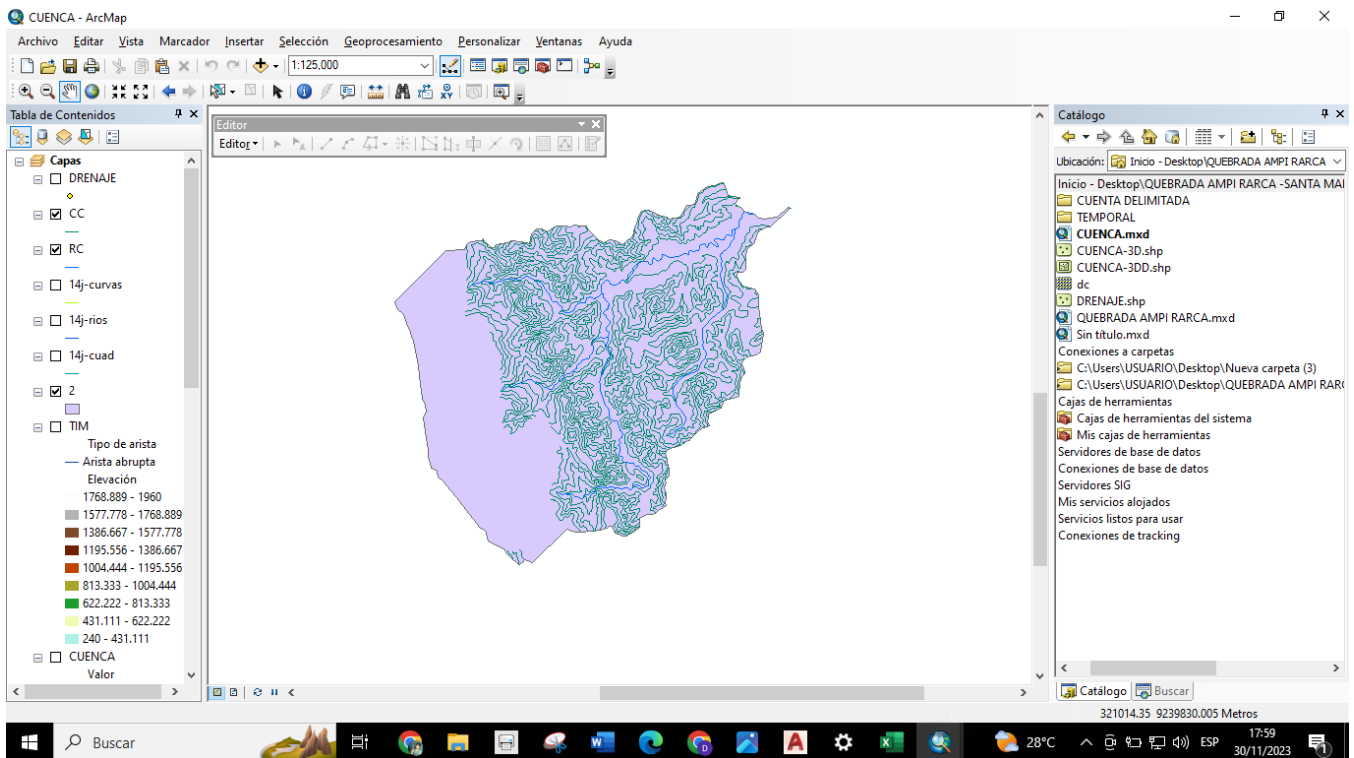 CUENCA - ArcMap
Archivo Editar Vista Marcador Insertar Selección Geoprocesamiento Personalizar Ventanas Ayuda
1:125,000
Tabla de Contenidos
Capas
DRENAJE
CC
RC
14j-curvas
14j-rios
14j-cuad
2
TIM
Tipo de arista
Arista abrupta
Elevación
1768.889 - 1960
1577.778 - 1768.889
1386.667 - 1577.778
1195.556 - 1386.667
1004.444 - 1195.556
813.333 - 1004.444
622.222 - 813.333
431.111 - 622.222
240 - 431.111
CUENCA
Valor
Editor
Editor
Catálogo
Ubicación: Inicio - Desktop\QUEBRADA AMPI RARCA
Inicio - Desktop\QUEBRADA AMPI RARCA -SANTA MAI
CUENTA DELIMITADA
TEMPORAL
CUENCA.mxd
CUENCA-3D.shp
CUENCA-3DD.shp
dc
DRENAJE.shp
QUEBRADA AMPI RARCA.mxd
Sin título.mxd
Conexiones a carpetas
C:\Users\USUARIO\Desktop\Nueva carpeta (3)
C:\Users\USUARIO\Desktop\QUEBRADA AMPI RAR
Cajas de herramientas
Cajas de herramientas del sistema
Mis cajas de herramientas
Servidores de base de datos
Conexiones de base de datos
Servidores SIG
Mis servicios alojados
Servicios listos para usar
Conexiones de tracking
Catálogo Buscar
321014.35 9239830.005 Metros
Buscar
28°C
ESP
17:59
30/11/2023